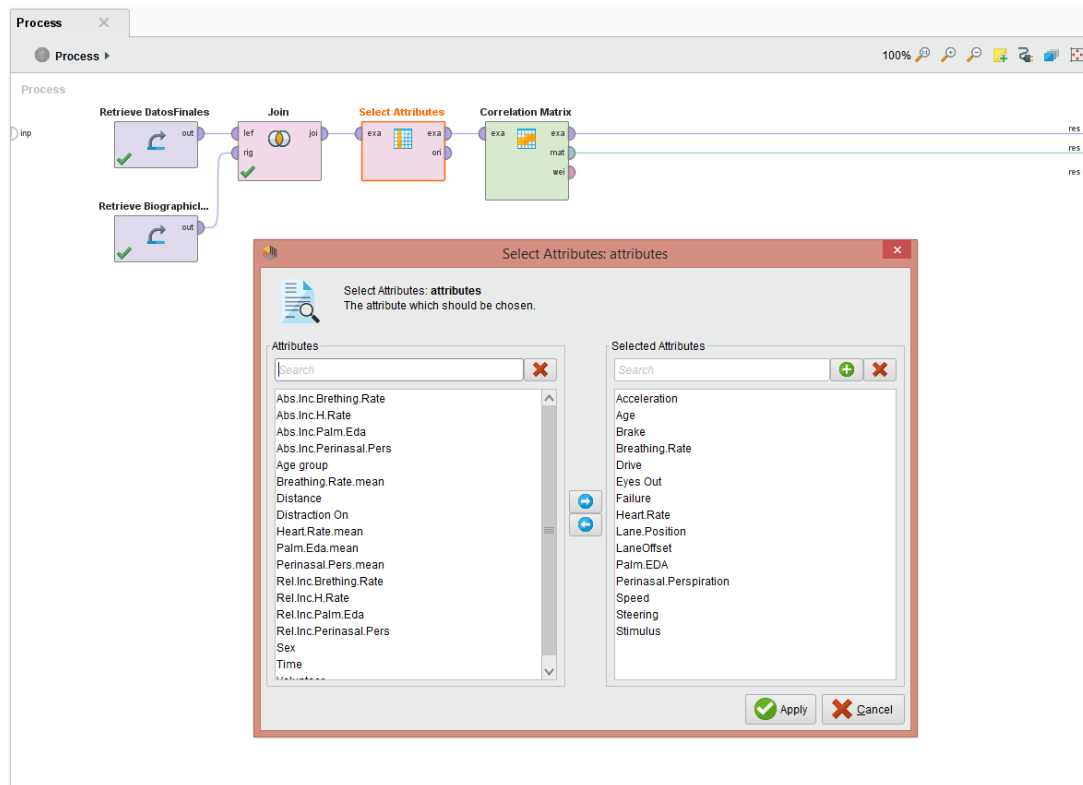 Process
Process
100%
Process
inp
Retrieve DatosFinales
out
Join
lef
joi
rig
Select Attributes
exa
exa
ori
Correlation Matrix
exa
exa
mat
wei
res
res
res
Retrieve Biographicl...
out
Select Attributes: attributes
Select Attributes: attributes
The attribute which should be chosen.
Attributes
Search
Abs.Inc.Brething.Rate
Abs.Inc.H.Rate
Abs.Inc.Palm.Eda
Abs.Inc.Perinasal.Pers
Age group
Breathing.Rate.mean
Distance
Distraction On
Heart.Rate.mean
Palm.Eda.mean
Perinasal.Pers.mean
Rel.Inc.Brething.Rate
Rel.Inc.H.Rate
Rel.Inc.Palm.Eda
Rel.Inc.Perinasal.Pers
Sex
Time
Selected Attributes
Search
Acceleration
Age
Brake
Breathing.Rate
Drive
Eyes Out
Failure
Heart.Rate
Lane.Position
LaneOffset
Palm.EDA
Perinasal.Perspiration
Speed
Steering
Stimulus
Apply
Cancel